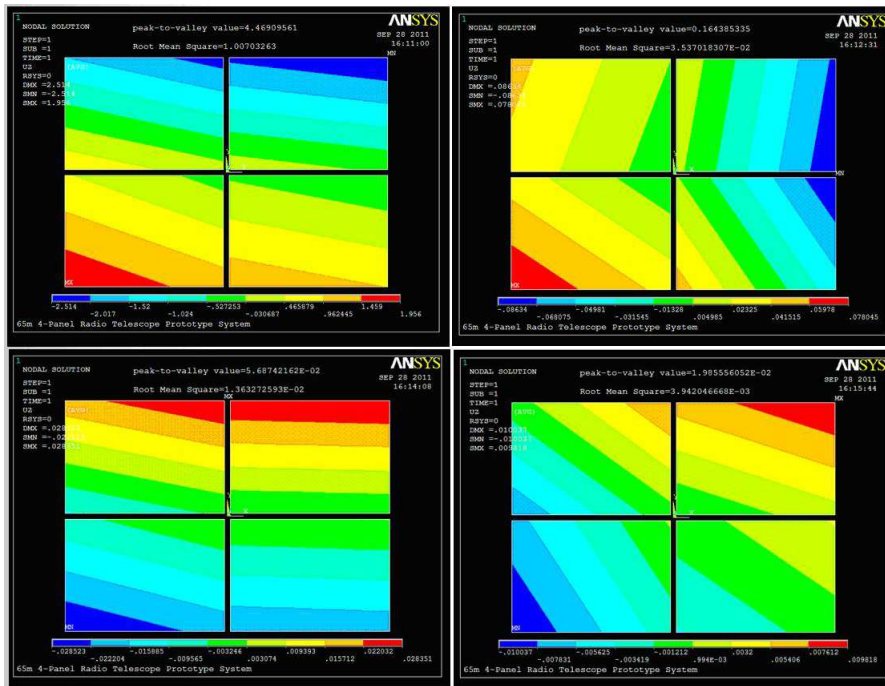 1
NODAL SOLUTION
peak-to-valley value=4.46909561
ANSYS
SEP 28 2011
16:11:00
STEP=1
SUB =1
TIME=1
UZ (AVG)
RSYS=0
DMX =2.514
SMN =-2.514
SMX =1.956
Root Mean Square=1.00703263
MN
Y
X
MX
-2.514 -1.52 -.527253 .465879 1.459
-2.017 -1.024 -.030687 .962445 1.956
65m 4-Panel Radio Telescope Prototype System
1
NODAL SOLUTION
peak-to-valley value=0.164385335
ANSYS
SEP 28 2011
16:12:31
STEP=1
SUB =1
TIME=1
UZ (AVG)
RSYS=0
Root Mean Square=3.537018307E-02
MN
X
MX
-.08634 -.04981 -.01328 .02325 .05978
-.068075 -.031545 .004985 .041515 .078045
65m 4-Panel Radio Telescope Prototype System
1
NODAL SOLUTION
peak-to-valley value=5.68742162E-02
ANSYS
SEP 28 2011
16:14:08
STEP=1
SUB =1
TIME=1
UZ (AVG)
RSYS=0
Root Mean Square=1.363272593E-02
MX
X
MN
-.028523 -.015885 -.003246 .009393 .022032
-.022204 -.009565 .003074 .015712 .028351
65m 4-Panel Radio Telescope Prototype System
1
NODAL SOLUTION
peak-to-valley value=1.985556052E-02
ANSYS
SEP 28 2011
16:15:44
STEP=1
SUB =1
TIME=1
UZ (AVG)
RSYS=0
Root Mean Square=3.942046668E-03
MX
X
MN
-.010037 -.005625 -.001212 .0032 .007612
-.007831 -.003419 .994E-03 .005406 .009818
65m 4-Panel Radio Telescope Prototype System